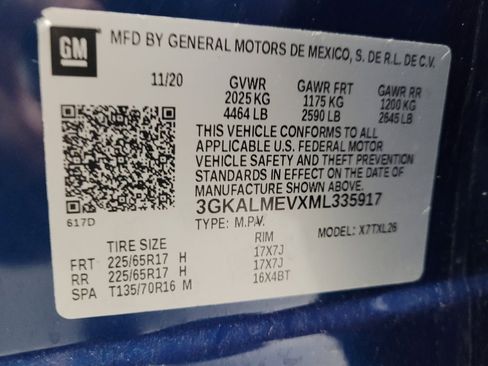 GM
MFD BY GENERAL MOTORS DE MEXICO, S. DE R.L. DE C.V.
11/20 GVWR GAWR FRT GAWR RR
2025 KG 1175 KG 1200 KG
4464 LB 2590 LB 2645 LB
THIS VEHICLE CONFORMS TO ALL
APPLICABLE U.S. FEDERAL MOTOR
VEHICLE SAFETY AND THEFT PREVENTION
STANDARDS IN EFFECT ON THE DATE OF
MANUFACTURE SHOWN ABOVE.
617D
3GKALMEVXML335917
TYPE: M.P.V. MODEL: X7TXL26
TIRE SIZE RIM
FRT 225/65R17 H 17X7J
RR 225/65R17 H 17X7J
SPA T135/70R16 M 16X4BT